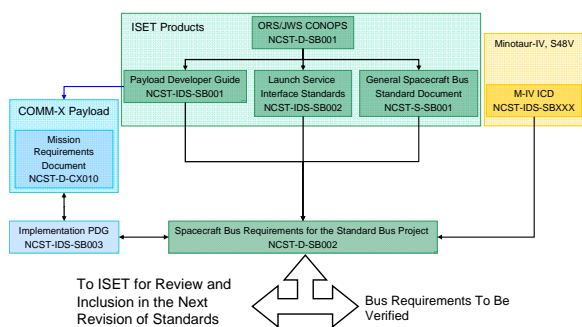 ISET Products
ORS/JWS CONOPS
NCST-D-SB001
Minotaur-IV, S48V
Payload Developer Guide
NCST-IDS-SB001
Launch Service
Interface Standards
NCST-IDS-SB002
General Spacecraft Bus
Standard Document
NCST-S-SB001
M-IV ICD
NCST-IDS-SBXXX
COMM-X Payload
Mission
Requirements
Document
NCST-D-CX010
Implementation PDG
NCST-IDS-SB003
Spacecraft Bus Requirements for the Standard Bus Project
NCST-D-SB002
To ISET for Review and
Inclusion in the Next
Revision of Standards
Bus Requirements To Be
Verified